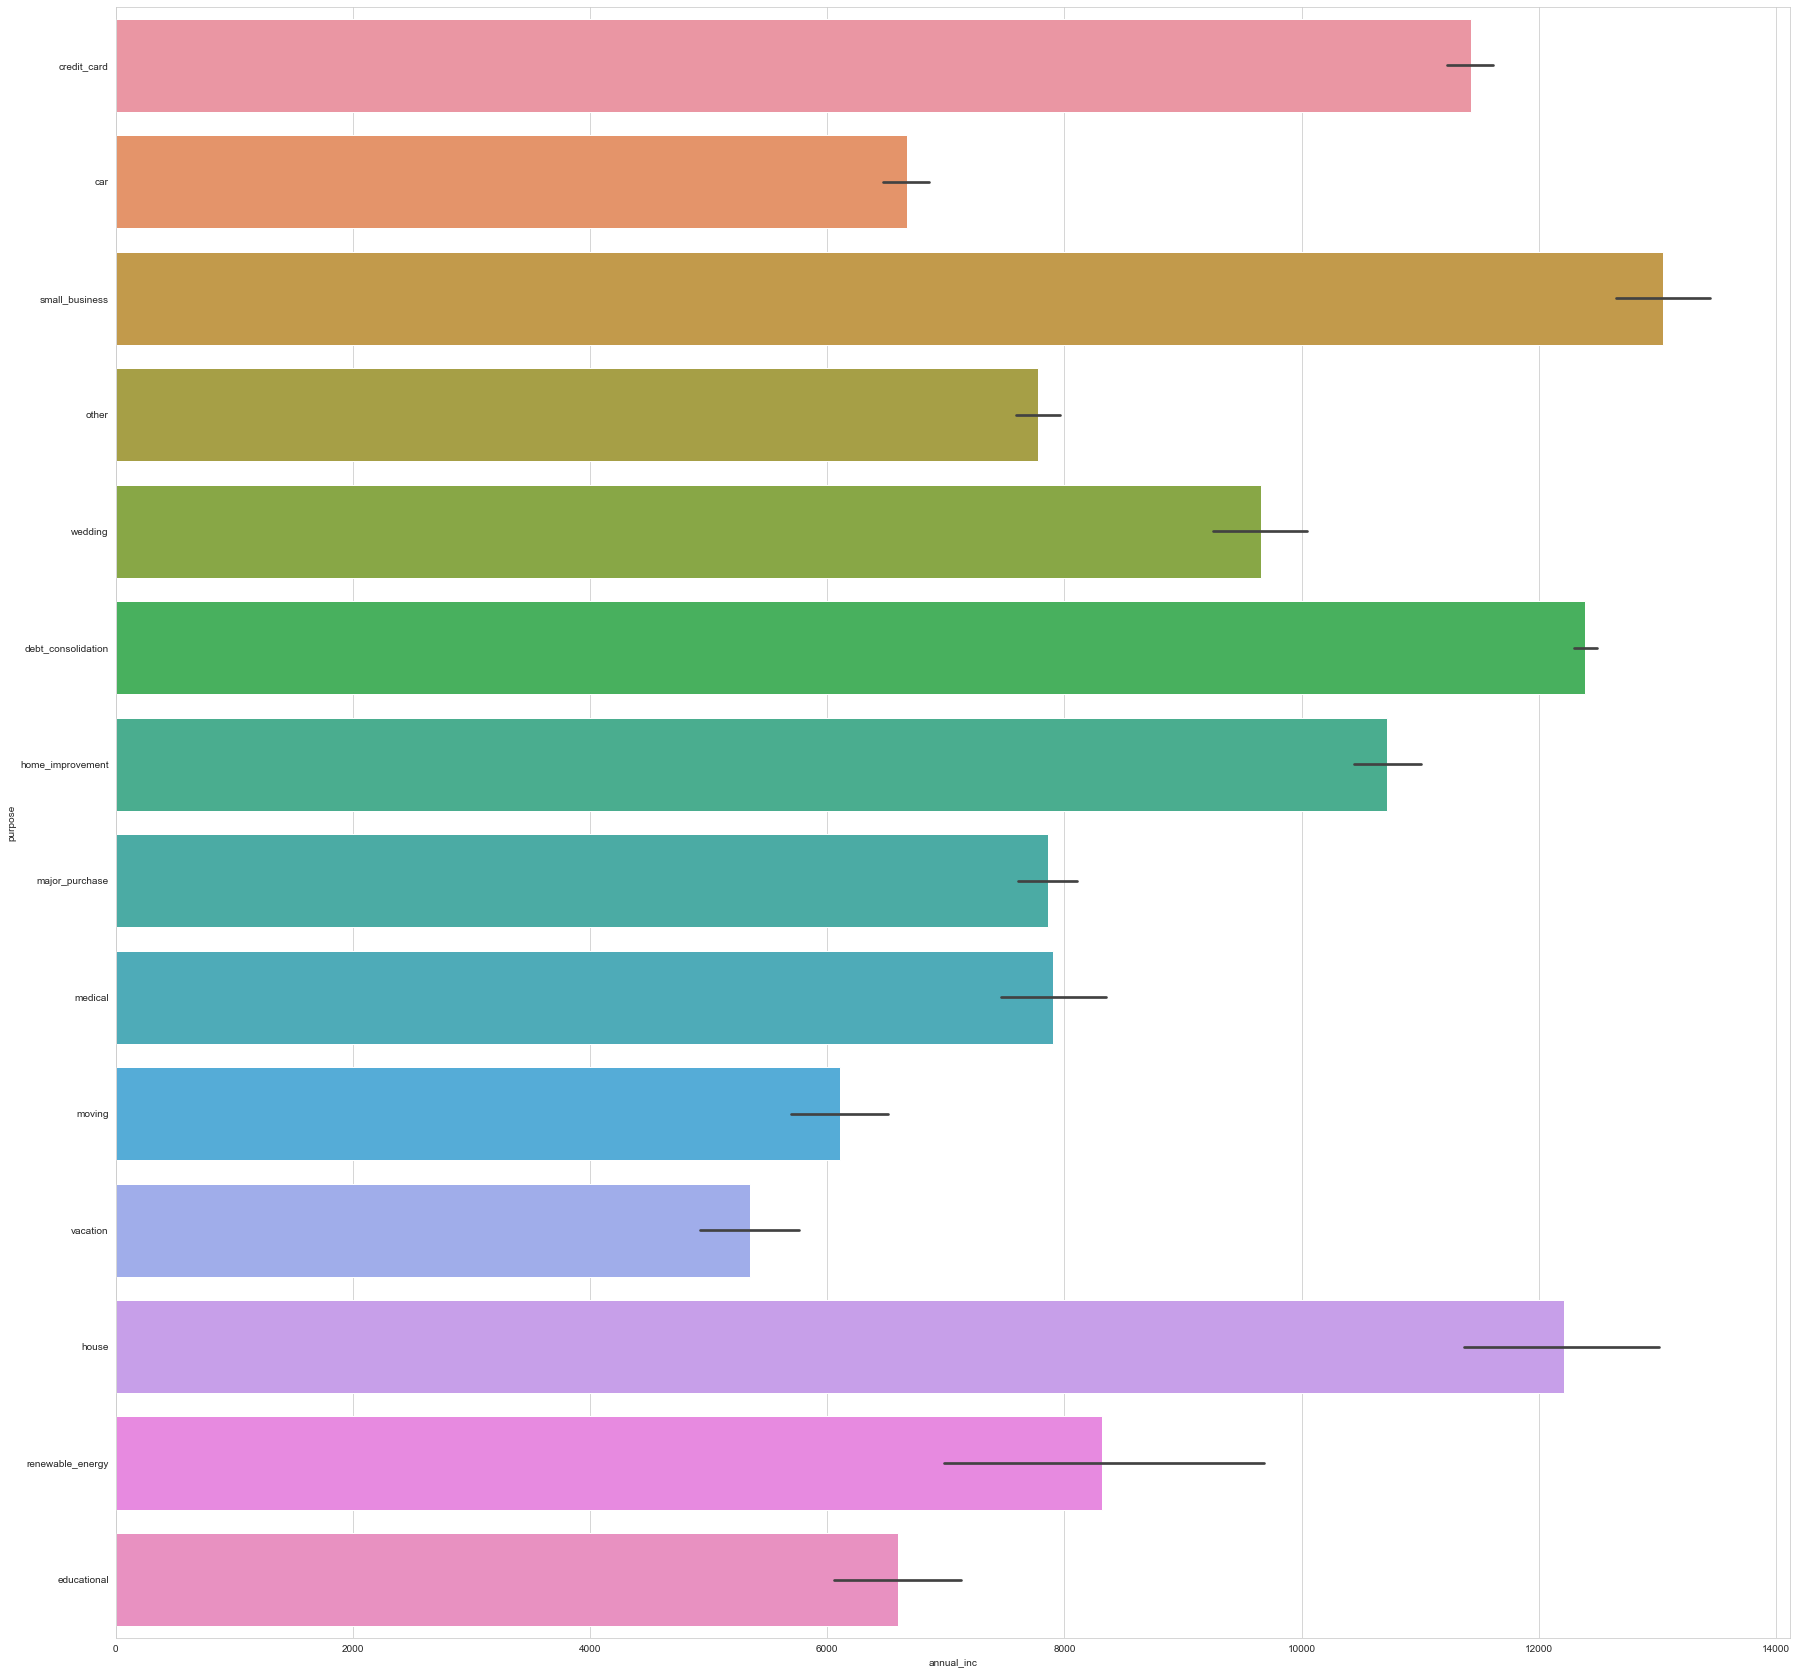 credit_card
car
small_business
other
wedding
debt_consolidation
home_improvement
major_purchase
medical
moving
vacation
house
renewable_energy
educational
purpose
0 2000 4000 6000 8000 10000 12000 14000
annual_inc